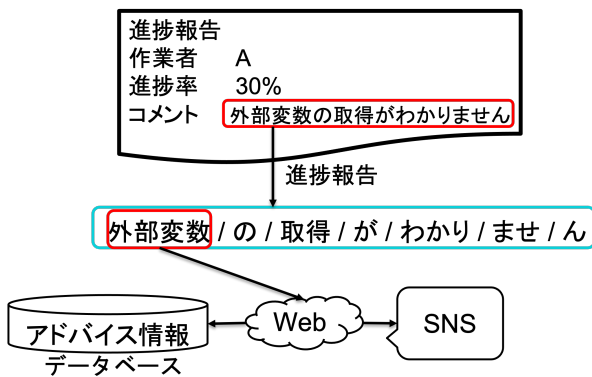 進捗報告
作業者 A
進捗率 30%
コメント 外部変数の取得がわかりません
進捗報告
外部変数 / の / 取得 / が / わかり / ませ / ん
アドバイス情報
データベース
Web
SNS